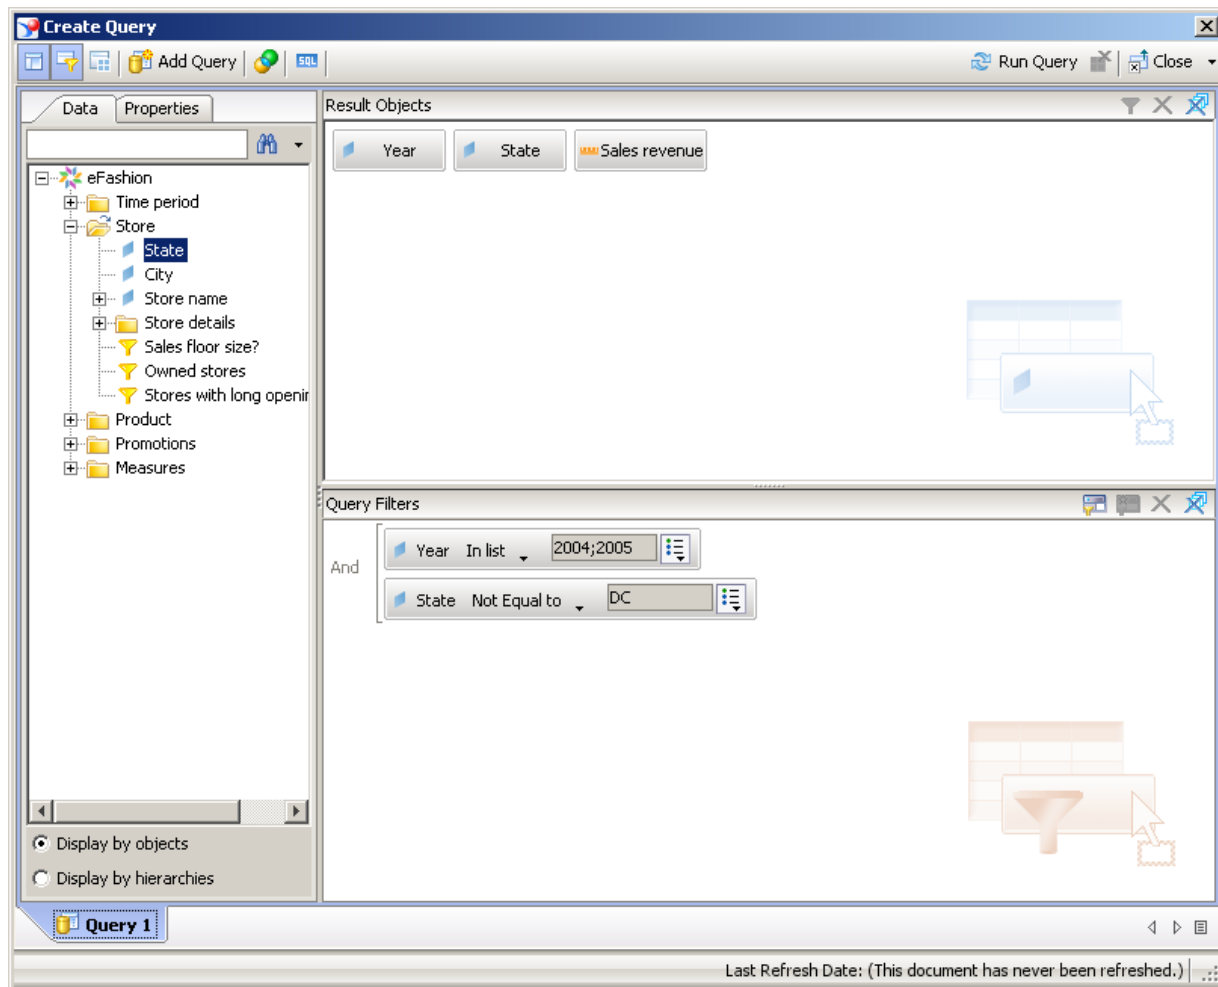 Create Query
Add Query SQL Run Query Close
Data Properties
eFashion
Time period
Store
State
City
Store name
Store details
Sales floor size?
Owned stores
Stores with long openin
Product
Promotions
Measures
Display by objects
Display by hierarchies
Result Objects
Year State Sales revenue
Query Filters
And
Year In list 2004;2005
State Not Equal to DC
Query 1
Last Refresh Date: (This document has never been refreshed.)